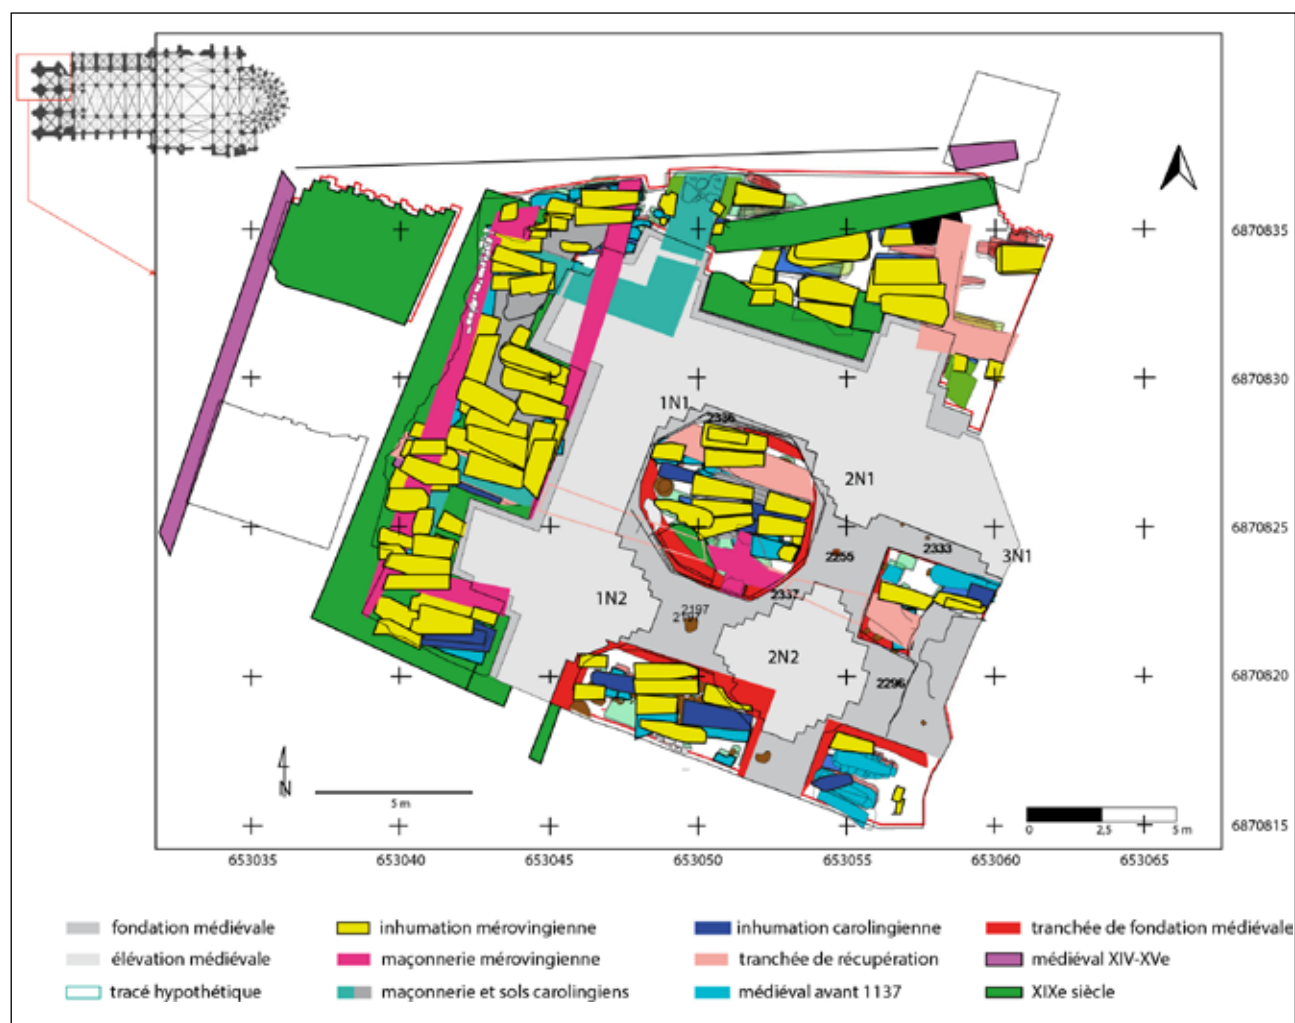 6870835
6870830
1N1
2336
2N1
6870825
2255
2333
3N1
2337
1N2
2197
2N2
6870820
2296
N
5 m
0
2,5
5 m
6870815
653035
653040
653045
653050
653055
653060
653065
fondation médiévale
inhumation mérovingienne
inhumation carolingienne
tranchée de fondation médiévale
élévation médiévale
maçonnerie mérovingienne
tranchée de récupération
médiéval XIV-XVe
tracé hypothétique
maçonnerie et sols carolingiens
médiéval avant 1137
XIXe siècle